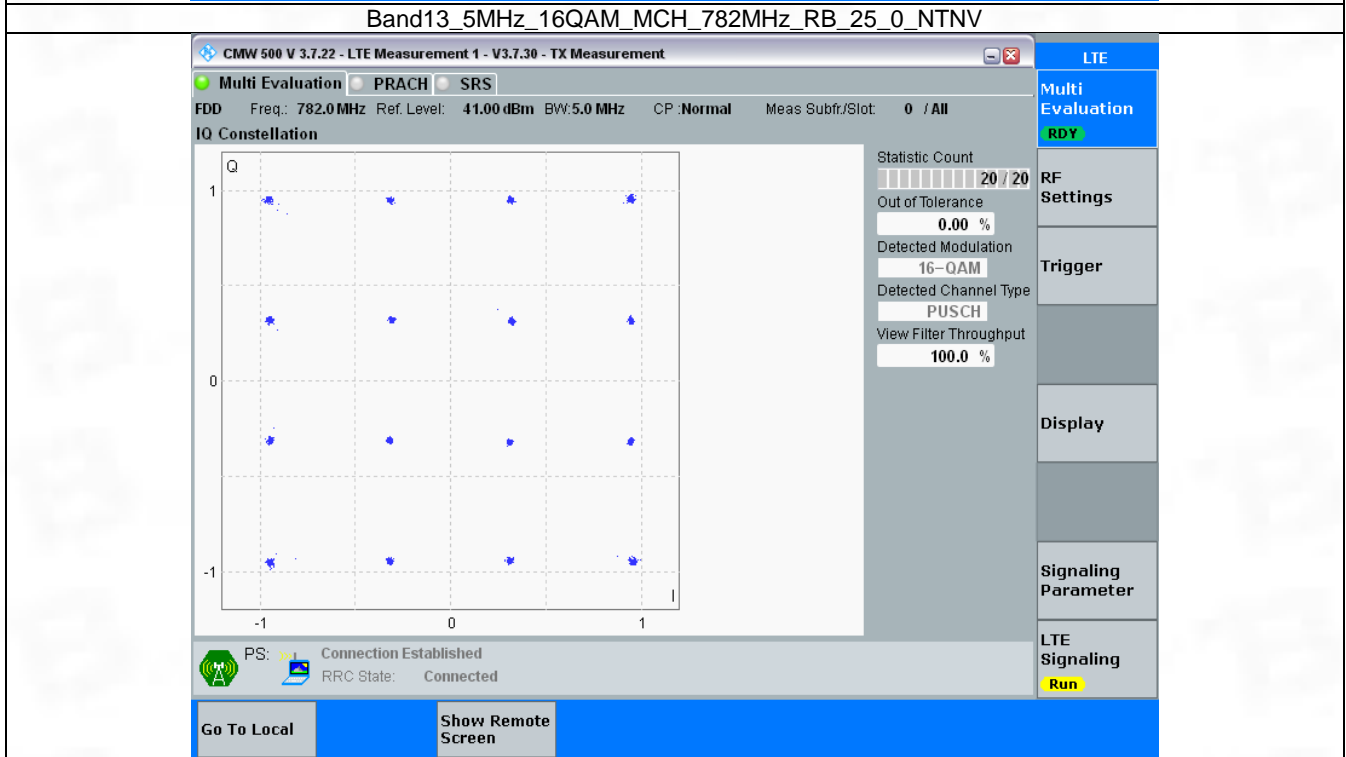 Band13_5MHz_16QAM_MCH_782MHz_RB_25_0_NTNV
CMW 500 V 3.7.22 - LTE Measurement 1 - V3.7.30 - TX Measurement
LTE
Multi Evaluation PRACH SRS
Multi
Evaluation
RDY
FDD Freq.: 782.0 MHz Ref. Level: 41.00 dBm BW:5.0 MHz CP :Normal Meas Subfr./Slot: 0 / All
IQ Constellation
Q
1
0
-1
-1 0 1
I
Statistic Count
20 / 20
Out of Tolerance
0.00 %
Detected Modulation
16-QAM
Detected Channel Type
PUSCH
View Filter Throughput
100.0 %
RF
Settings
Trigger
Display
Signaling
Parameter
LTE
Signaling
Run
PS: Connection Established
RRC State: Connected
Go To Local
Show Remote
Screen